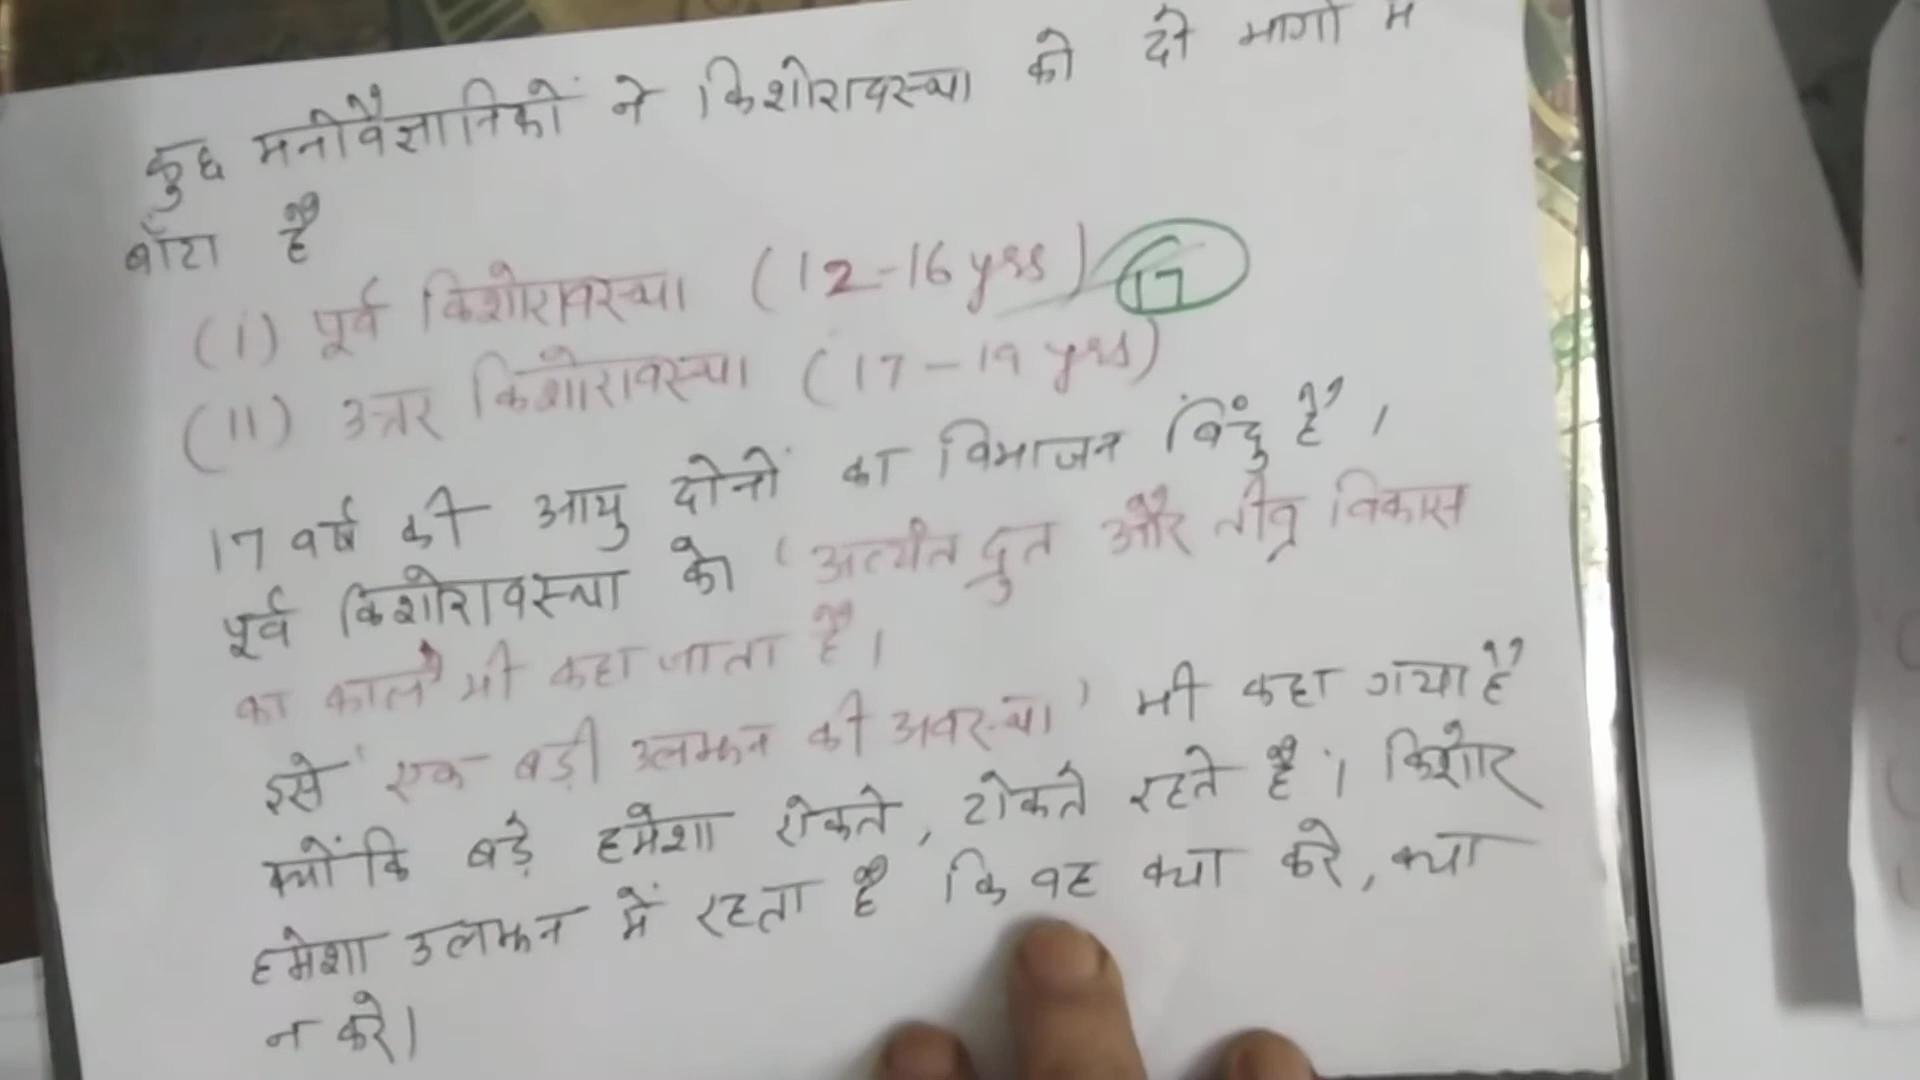 कुछ मनोवैज्ञानिकों ने किशोरावस्था को दो भागों में
बाँटा है
(i) पूर्व किशोरावस्था (12-16 yrs) 17
(ii) उत्तर किशोरावस्था (17-19 yrs)
17 वर्ष की आयु दोनों का विभाजन बिंदु है।
पूर्व किशोरावस्था को 'अत्यंत द्रुत और तीव्र विकास
का काल' भी कहा जाता है।
इसे 'एक बड़ी उलझन की अवस्था' भी कहा गया है
क्योंकि बड़े हमेशा रोकते, टोकते रहते है। किशोर
हमेशा उलझन में रहता है कि वह क्या करे, क्या
न करे।